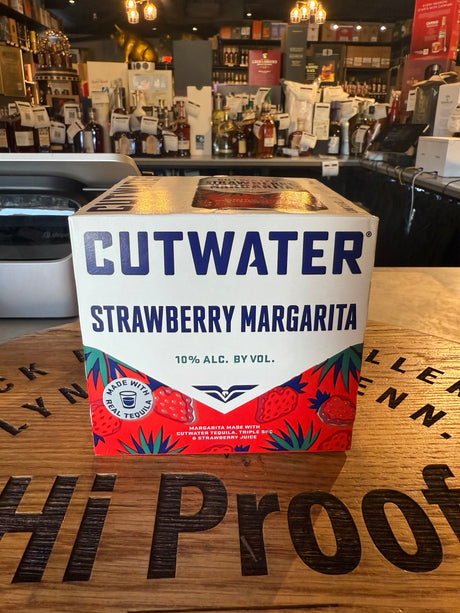 CUTWATER®
STRAWBERRY MARGARITA
10% ALC. BY VOL.
MADE WITH
REAL TEQUILA
MARGARITA MADE WITH
CUTWATER TEQUILA, TRIPLE SEC
& STRAWBERRY JUICE
Hi Proof